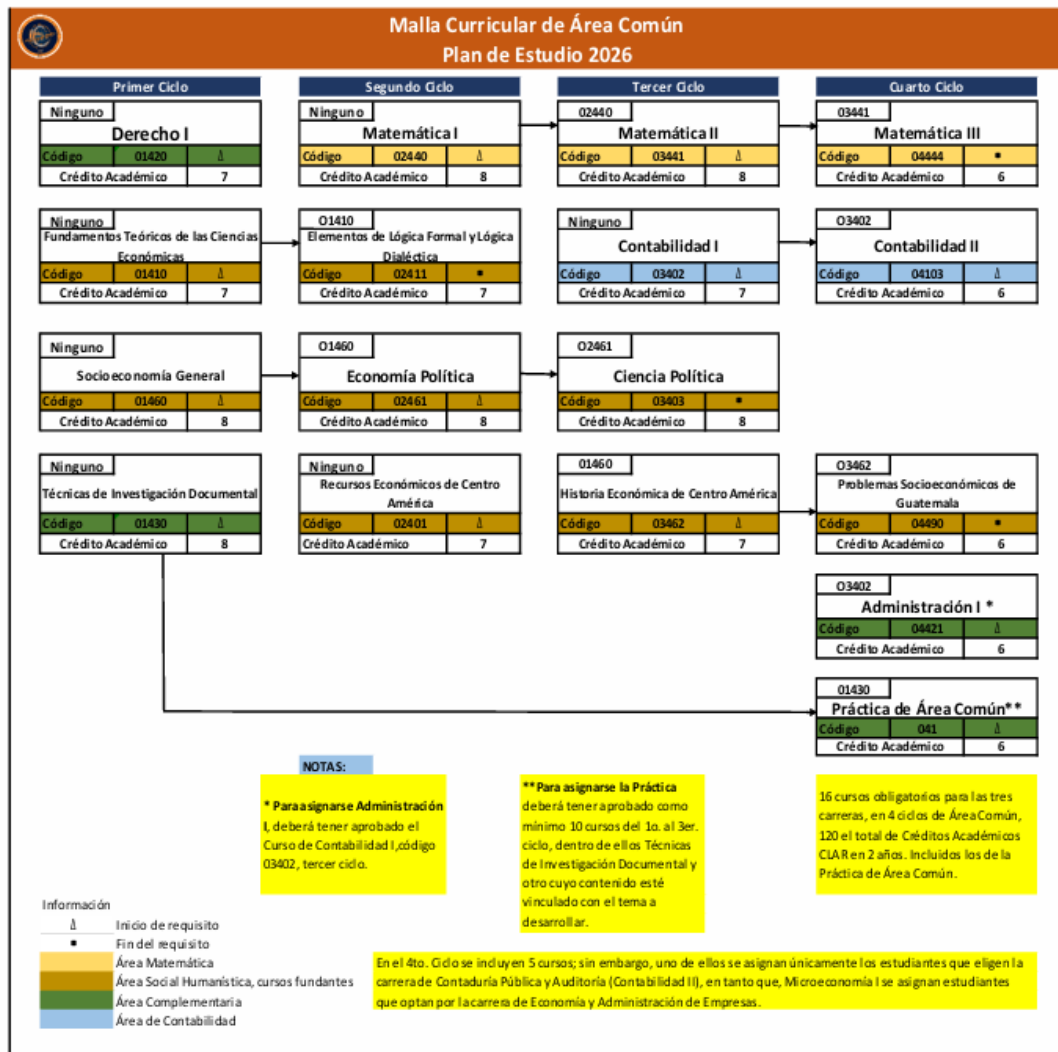 Malla Curricular de Área Común
Plan de Estudio 2026
Primer Ciclo
Segundo Ciclo
Tercer Ciclo
Cuarto Ciclo
Ninguno
Derecho I
Código 01420 Δ
Crédito Académico 7
Ninguno
Matemática I
Código 02440 Δ
Crédito Académico 8
02440
Matemática II
Código 03441 Δ
Crédito Académico 8
03441
Matemática III
Código 04444 ▪
Crédito Académico 6
Ninguno
Fundamentos Teóricos de las Ciencias
Económicas
Código 01410 Δ
Crédito Académico 7
O1410
Elementos de Lógica Formal y Lógica
Dialéctica
Código 02411 ▪
Crédito Académico 7
Ninguno
Contabilidad I
Código 03402 Δ
Crédito Académico 7
O3402
Contabilidad II
Código 04103 Δ
Crédito Académico 6
Ninguno
Socioeconomía General
Código 01460 Δ
Crédito Académico 8
O1460
Economía Política
Código 02461 Δ
Crédito Académico 8
O2461
Ciencia Política
Código 03403 ▪
Crédito Académico 8
Ninguno
Técnicas de Investigación Documental
Código 01430 Δ
Crédito Académico 8
Ninguno
Recursos Económicos de Centro
América
Código 02401 Δ
Crédito Académico 7
01460
Historia Económica de Centro América
Código 03462 Δ
Crédito Académico 7
O3462
Problemas Socioeconómicos de
Guatemala
Código 04490 ▪
Crédito Académico 6
O3402
Administración I *
Código 04421 Δ
Crédito Académico 6
01430
Práctica de Área Común**
Código 041 Δ
Crédito Académico 6
NOTAS:
* Para asignarse Administración
I, deberá tener aprobado el
Curso de Contabilidad I, código
03402, tercer ciclo.
**Para asignarse la Práctica
deberá tener aprobado como
mínimo 10 cursos del 1o. al 3er.
ciclo, dentro de ellos Técnicas
de Investigación Documental y
otro cuyo contenido esté
vinculado con el tema a
desarrollar.
16 cursos obligatorios para las tres
carreras, en 4 ciclos de Área Común,
120 el total de Créditos Académicos
CLAR en 2 años. Incluidos los de la
Práctica de Área Común.
Información
Δ Inicio de requisito
▪ Fin del requisito
Área Matemática
Área Social Humanística, cursos fundantes
Área Complementaria
Área de Contabilidad
En el 4to. Ciclo se incluyen 5 cursos; sin embargo, uno de ellos se asignan únicamente los estudiantes que eligen la
carrera de Contaduría Pública y Auditoría (Contabilidad II), en tanto que, Microeconomía I se asignan estudiantes
que optan por la carrera de Economía y Administración de Empresas.